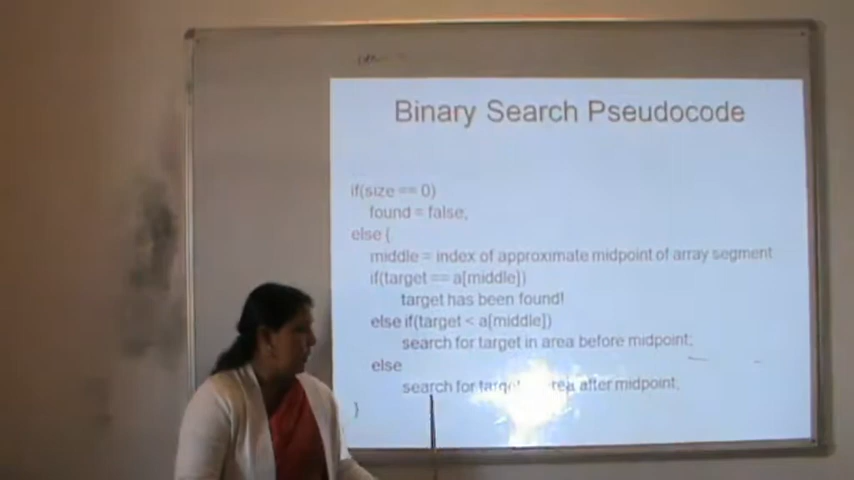 Binary Search Pseudocode
if(size == 0)
found = false;
else {
middle = index of approximate midpoint of array segment
if(target == a[middle])
target has been found!
else if(target < a[middle])
search for target in area before midpoint;
else
search for target area after midpoint;
}